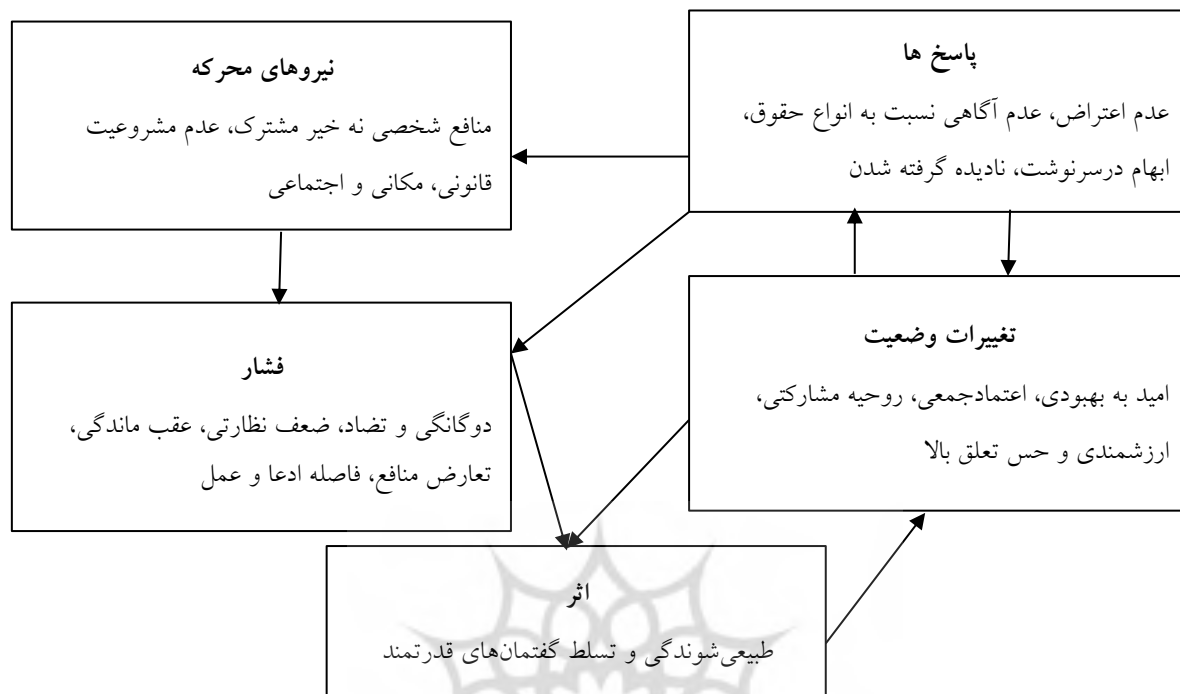 پاسخ ها
عدم اعتراض، عدم آگاهی نسبت به انواع حقوق،
ابهام درسرنوشت، نادیده گرفته شدن
نیروهای محرکه
منافع شخصی نه خیر مشترک، عدم مشروعیت
قانونی، مکانی و اجتماعی
تغییرات وضعیت
امید به بهبودی، اعتمادجمعی، روحیه مشارکتی،
ارزشمندی و حس تعلق بالا
فشار
دوگانگی و تضاد، ضعف نظارتی، عقب ماندگی،
تعارض منافع، فاصله ادعا و عمل
اثر
طبیعی‌شوندگی و تسلط گفتمان‌های قدرتمند